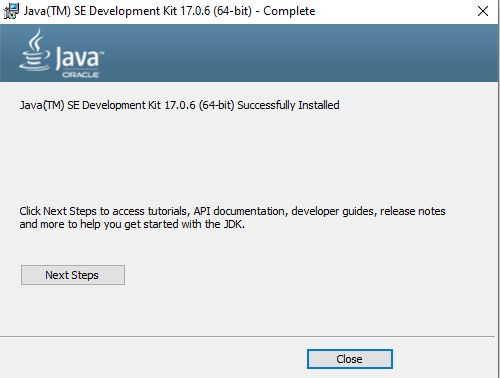 Java(TM) SE Development Kit 17.0.6 (64-bit) - Complete
Java™
ORACLE
Java(TM) SE Development Kit 17.0.6 (64-bit) Successfully Installed
Click Next Steps to access tutorials, API documentation, developer guides, release notes
and more to help you get started with the JDK.
Next Steps
Close